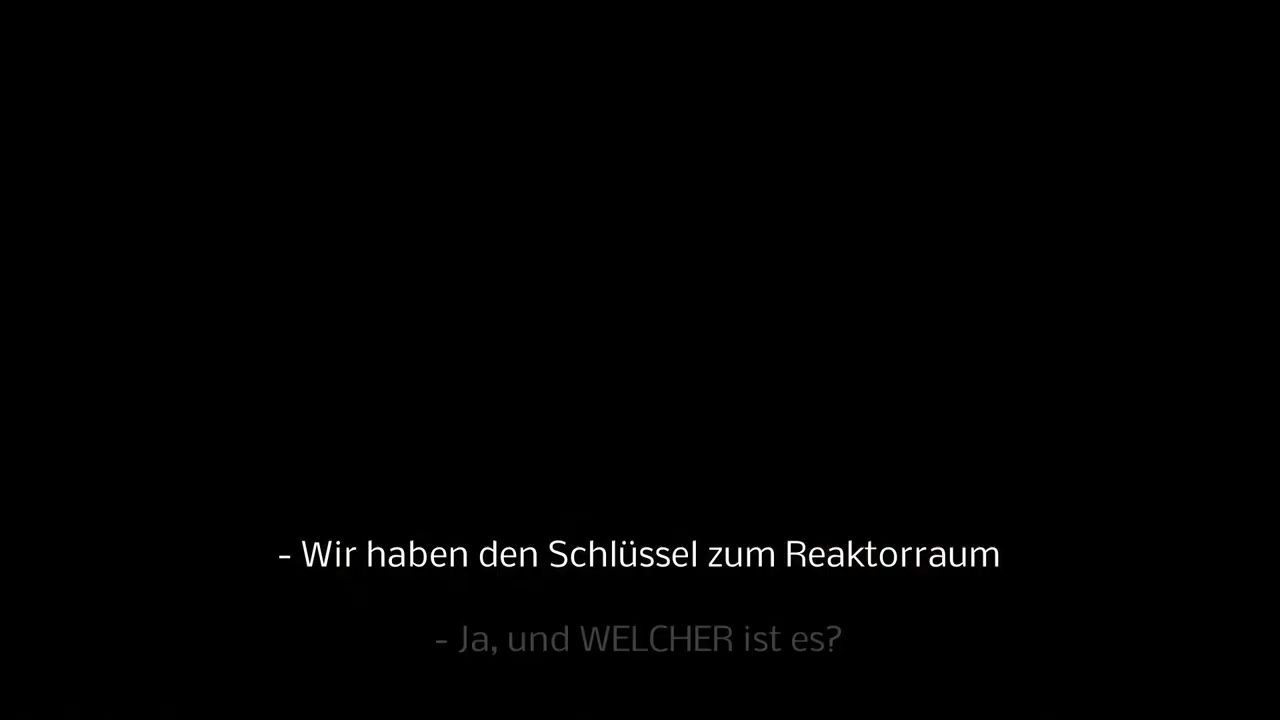 - Wir haben den Schlüssel zum Reaktorraum
- Ja, und WELCHER ist es?